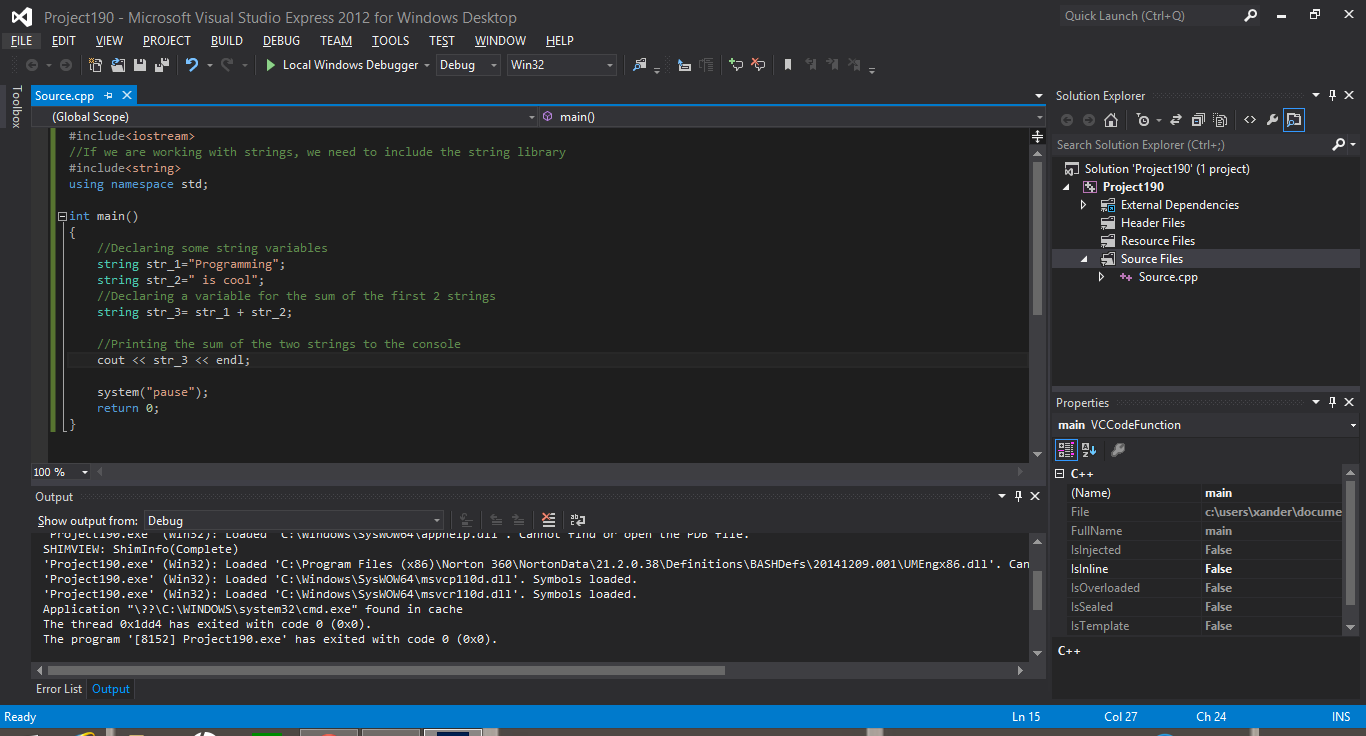 Project190 - Microsoft Visual Studio Express 2012 for Windows Desktop
Quick Launch (Ctrl+Q)
FILE EDIT VIEW PROJECT BUILD DEBUG TEAM TOOLS TEST WINDOW HELP
Local Windows Debugger Debug Win32
Toolbox
Source.cpp
(Global Scope) main()
#include<iostream>
//If we are working with strings, we need to include the string library
#include<string>
using namespace std;
int main()
{
//Declaring some string variables
string str_1="Programming";
string str_2=" is cool";
//Declaring a variable for the sum of the first 2 strings
string str_3= str_1 + str_2;
//Printing the sum of the two strings to the console
cout << str_3 << endl;
system("pause");
return 0;
}
100 %
Output
Show output from: Debug
'Project190.exe' (Win32): Loaded 'C:\Windows\SysWOW64\apphelp.dll'. Cannot find or open the PDB file.
SHIMVIEW: ShimInfo(Complete)
'Project190.exe' (Win32): Loaded 'C:\Program Files (x86)\Norton 360\NortonData\21.2.0.38\Definitions\BASHDefs\20141209.001\UMEngx86.dll'. Can
'Project190.exe' (Win32): Loaded 'C:\Windows\SysWOW64\msvcp110d.dll'. Symbols loaded.
'Project190.exe' (Win32): Loaded 'C:\Windows\SysWOW64\msvcr110d.dll'. Symbols loaded.
Application "\??\C:\WINDOWS\system32\cmd.exe" found in cache
The thread 0x1dd4 has exited with code 0 (0x0).
The program '[8152] Project190.exe' has exited with code 0 (0x0).
Error List Output
Solution Explorer
Search Solution Explorer (Ctrl+;)
Solution 'Project190' (1 project)
Project190
External Dependencies
Header Files
Resource Files
Source Files
Source.cpp
Properties
main VCCodeFunction
C++
(Name) main
File c:\users\xander\docume
FullName main
IsInjected False
IsInline False
IsOverloaded False
IsSealed False
IsTemplate False
C++
Ready Ln 15 Col 27 Ch 24 INS